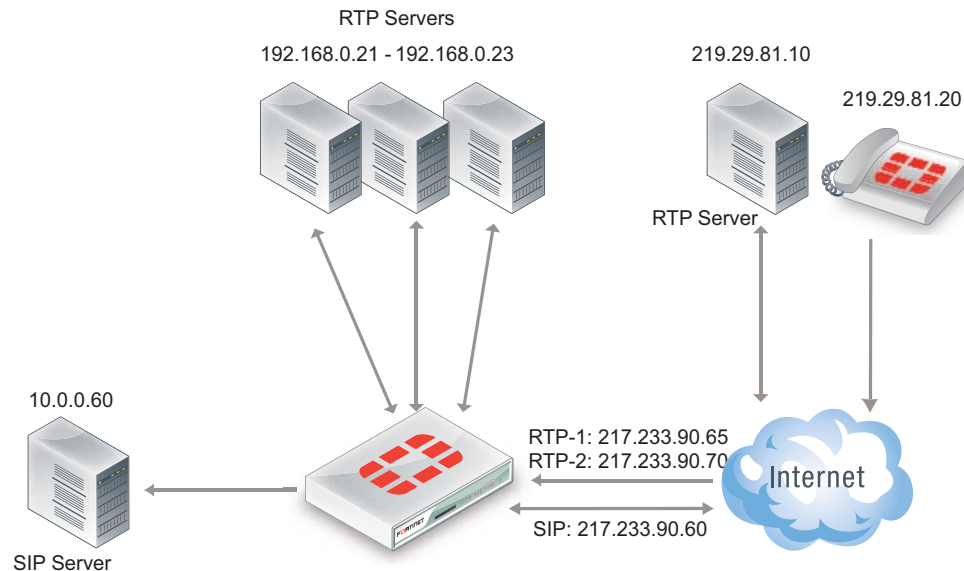 RTP Servers
192.168.0.21 - 192.168.0.23
219.29.81.10
219.29.81.20
RTP Server
10.0.0.60
RTP-1: 217.233.90.65
RTP-2: 217.233.90.70
Internet
SIP: 217.233.90.60
FORTINET
SIP Server